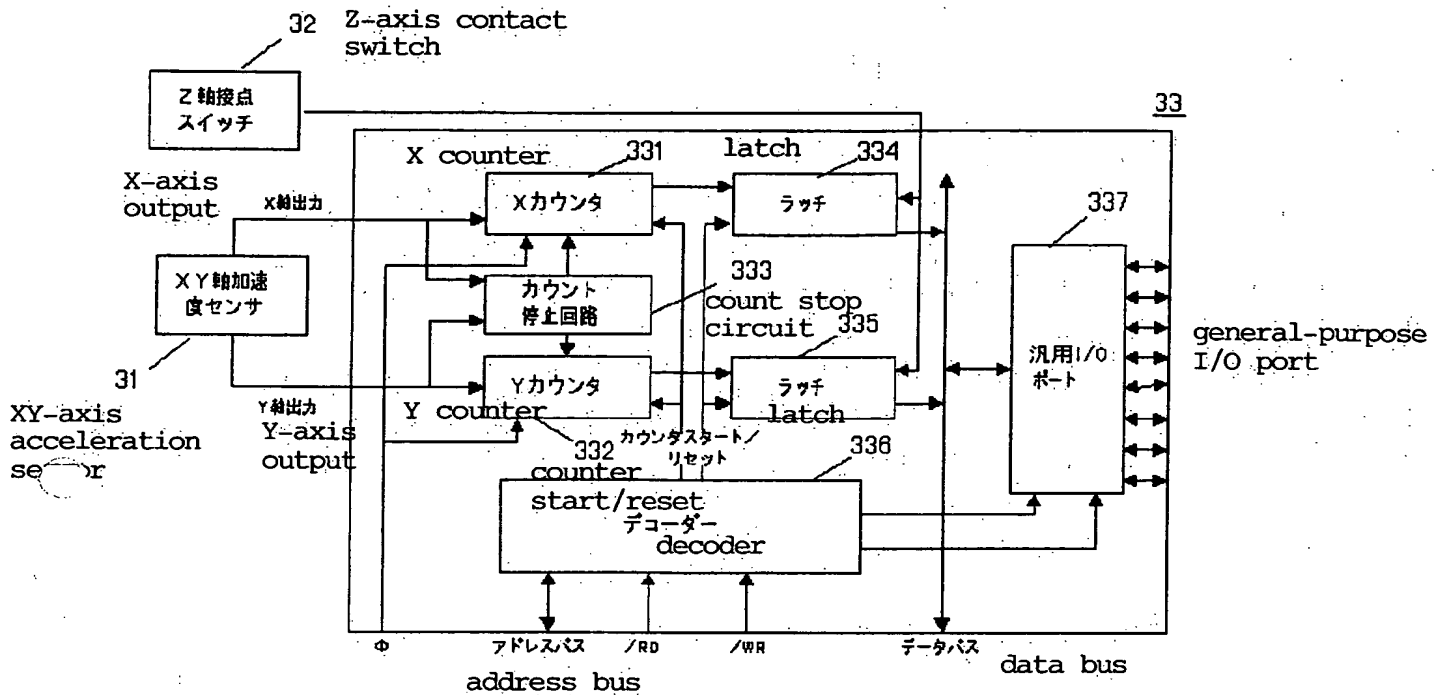 32
Z-axis contact
switch
Z軸接点
スイッチ
33
X counter
331
latch
334
X-axis
output
X軸出力
Xカウンタ
ラッチ
337
XY軸加速
度センサ
カウント
停止回路
333
count stop
circuit
335
汎用I/O
ポート
general-purpose
I/O port
31
XY-axis
acceleration
Y軸出力
Y-axis
output
Yカウンタ
Y counter
332
ラッチ
latch
カウンタスタート/
リセット
336
counter
start/reset
デコーダー
decoder
Φ
アドレスバス
/RD
/WR
データバス
address bus
data bus